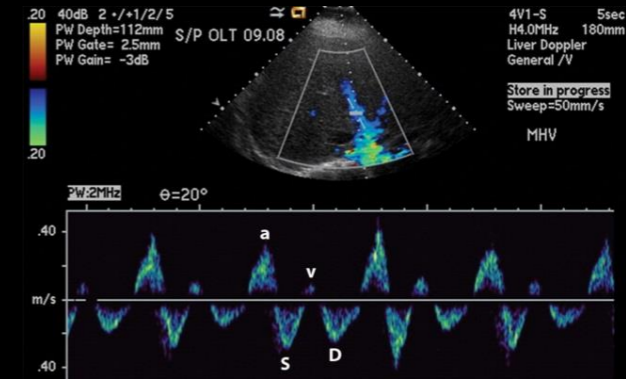 .20
40dB 2 •/+1/2/5
PW Depth=112mm
PW Gate= 2.5mm
PW Gain= -3dB
S/P OLT 09.08.
4V1-S 5sec
H4.0MHz 180mm
Liver Doppler
General /V
Store in progress
Sweep=50mm/s
MHV
.20
PW:2MHz
θ=20°
.40
a
v
m/s
S
D
.40